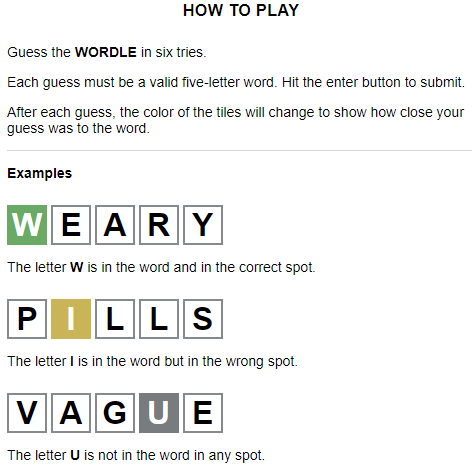 HOW TO PLAY
Guess the WORDLE in six tries.
Each guess must be a valid five-letter word. Hit the enter button to submit.
After each guess, the color of the tiles will change to show how close your
guess was to the word.
Examples
W E A R Y
The letter W is in the word and in the correct spot.
P I L L S
The letter I is in the word but in the wrong spot.
V A G U E
The letter U is not in the word in any spot.